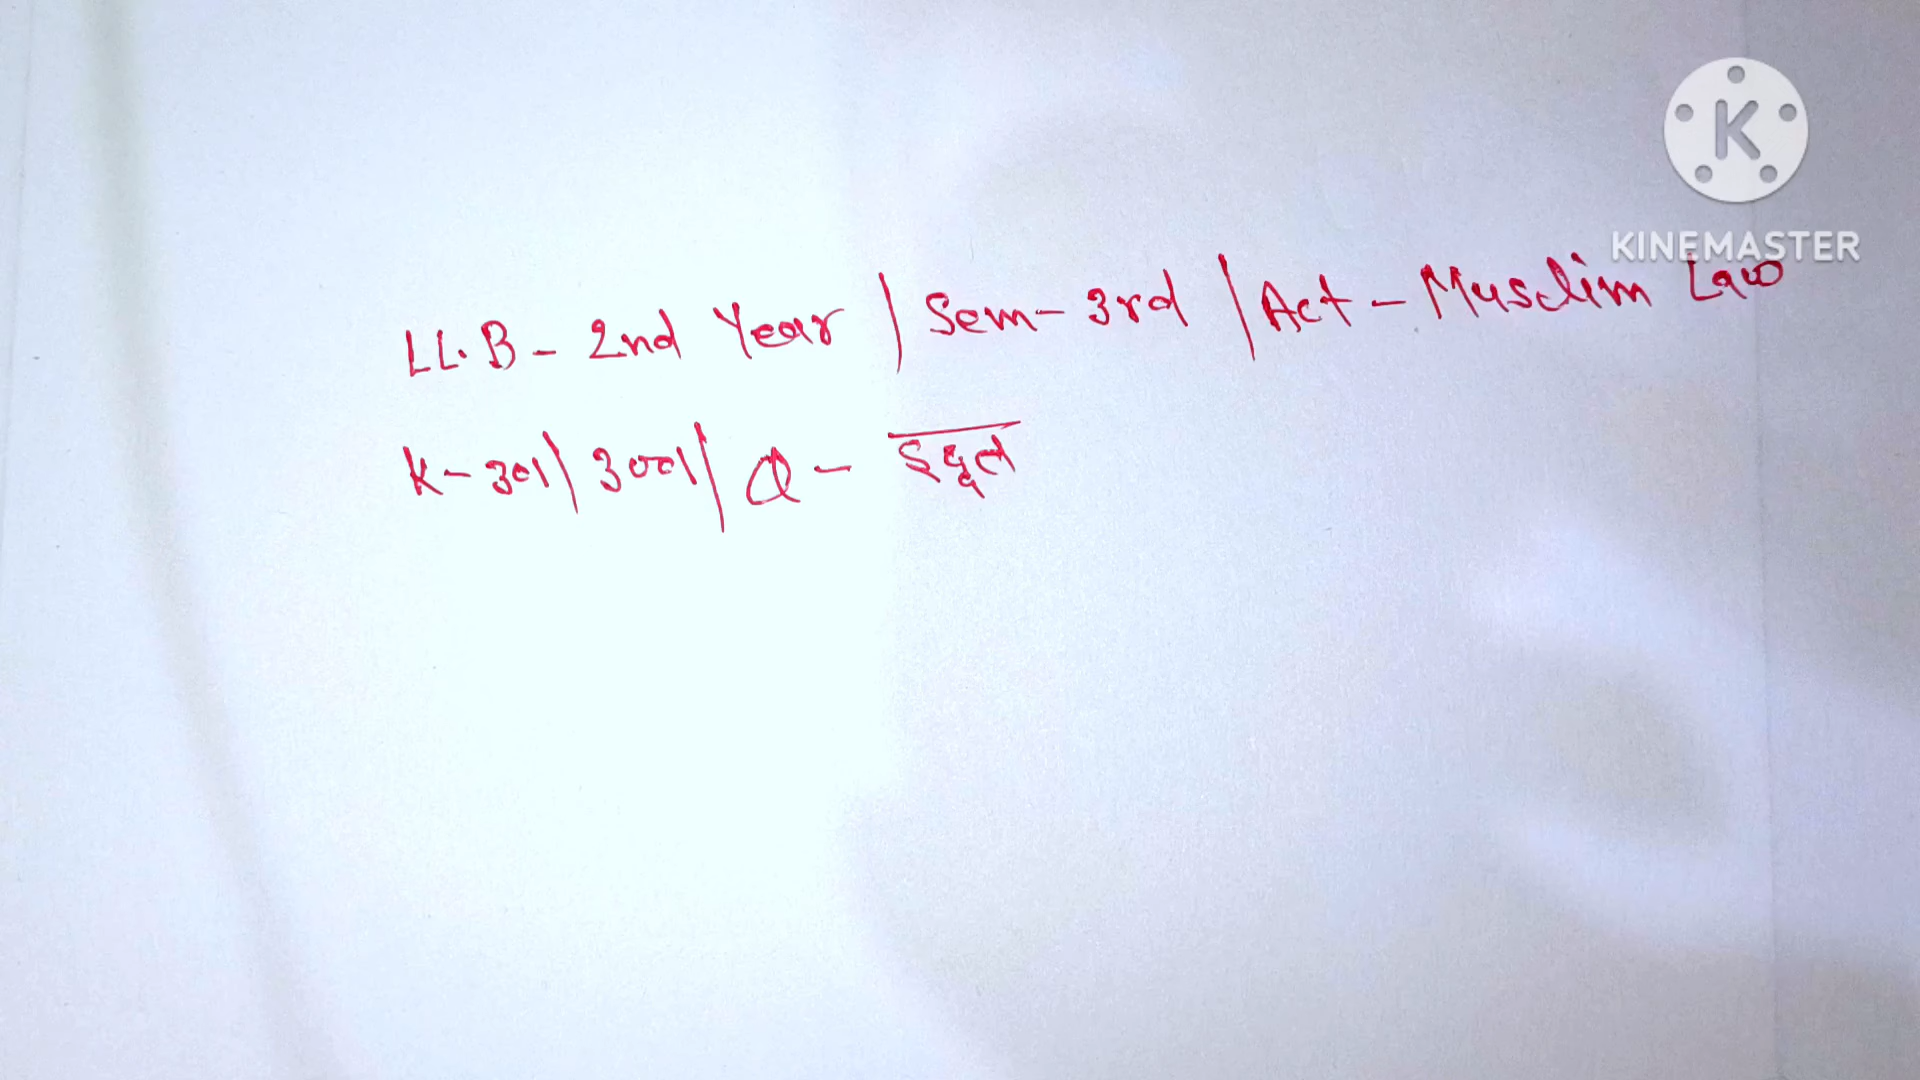 K
KINEMASTER
LL.B - 2nd Year | Sem - 3rd | Act - Muslim Law
K-301 | 3001 | Q - इद्दत